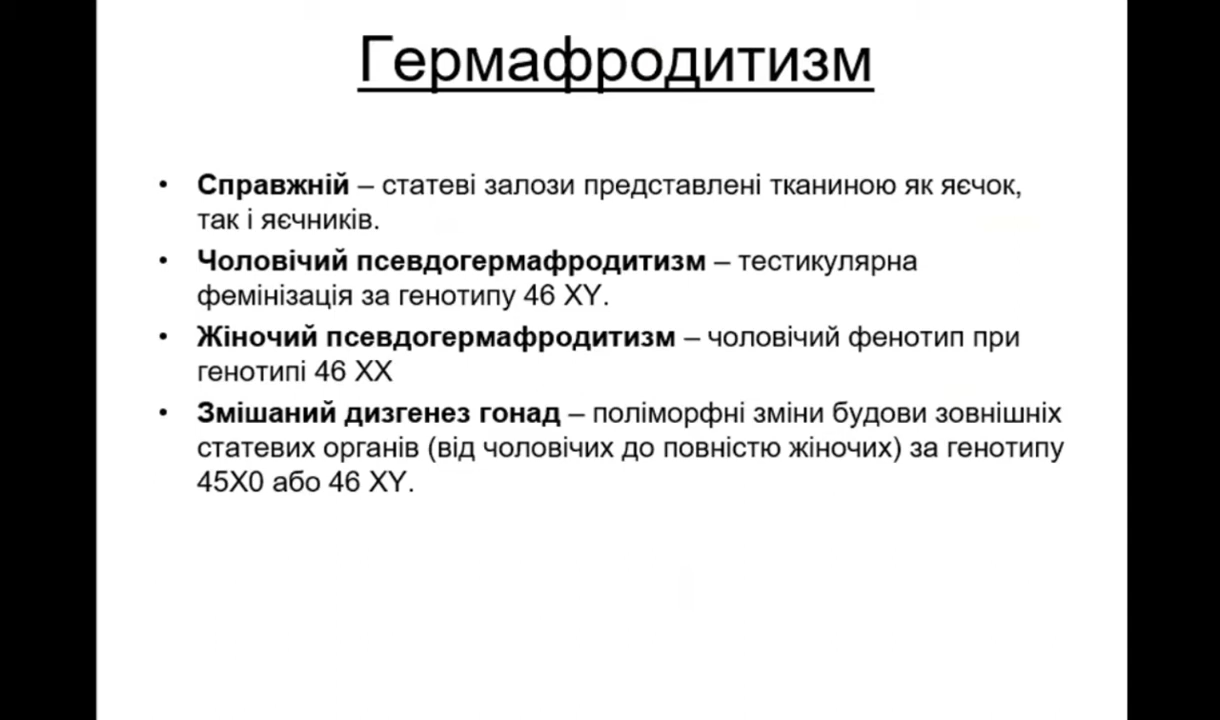 Гермафродитизм
• Справжній – статеві залози представлені тканиною як яєчок,
так і яєчників.
• Чоловічий псевдогермафродитизм – тестикулярна
фемінізація за генотипу 46 XY.
• Жіночий псевдогермафродитизм – чоловічий фенотип при
генотипі 46 ХХ
• Змішаний дизгенез гонад – поліморфні зміни будови зовнішніх
статевих органів (від чоловічих до повністю жіночих) за генотипу
45Х0 або 46 XY.